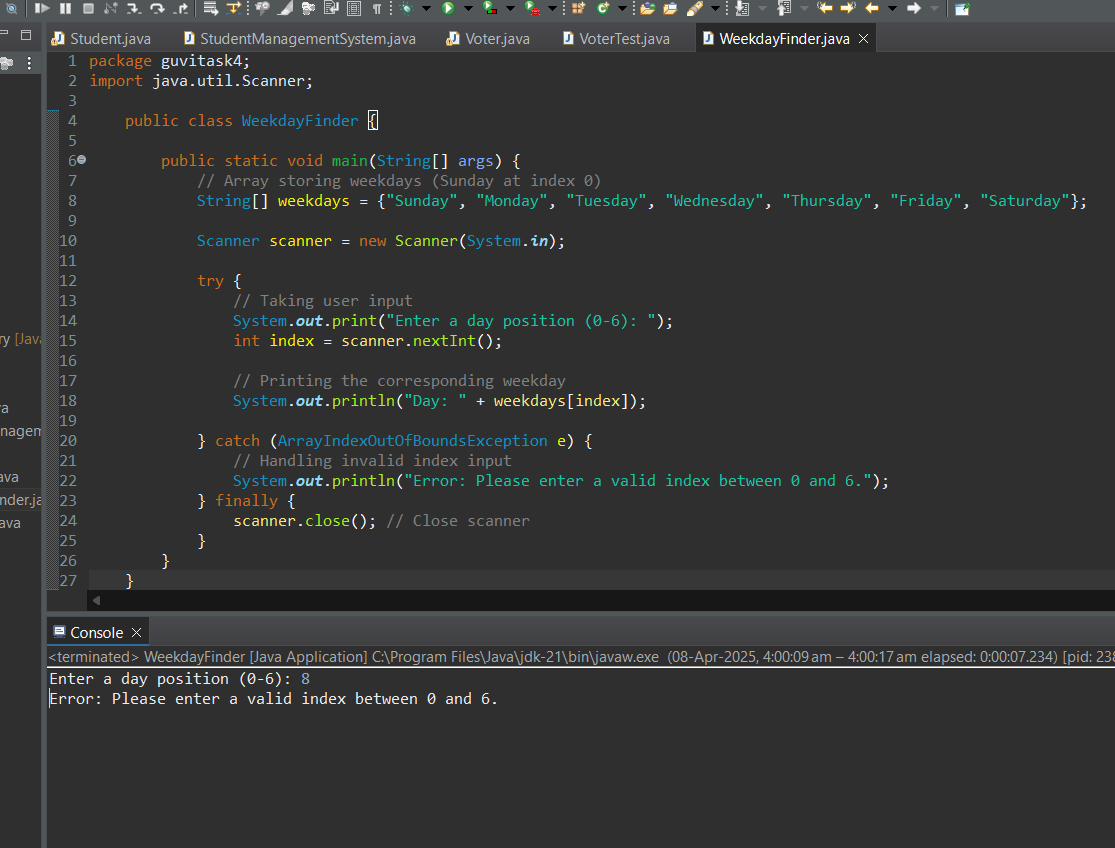 Student.java StudentManagementSystem.java Voter.java VoterTest.java WeekdayFinder.java
1 package guvitask4;
2 import java.util.Scanner;
3
4 public class WeekdayFinder {
5
6 public static void main(String[] args) {
7 // Array storing weekdays (Sunday at index 0)
8 String[] weekdays = {"Sunday", "Monday", "Tuesday", "Wednesday", "Thursday", "Friday", "Saturday"};
9
10 Scanner scanner = new Scanner(System.in);
11
12 try {
13 // Taking user input
14 System.out.print("Enter a day position (0-6): ");
15 int index = scanner.nextInt();
16
17 // Printing the corresponding weekday
18 System.out.println("Day: " + weekdays[index]);
19
20 } catch (ArrayIndexOutOfBoundsException e) {
21 // Handling invalid index input
22 System.out.println("Error: Please enter a valid index between 0 and 6.");
23 } finally {
24 scanner.close(); // Close scanner
25 }
26 }
27 }
ry [Java
va
nagem
ava
nder.ja
ava
Console
<terminated> WeekdayFinder [Java Application] C:\Program Files\Java\jdk-21\bin\javaw.exe (08-Apr-2025, 4:00:09 am – 4:00:17 am elapsed: 0:00:07.234) [pid: 238
Enter a day position (0-6): 8
Error: Please enter a valid index between 0 and 6.